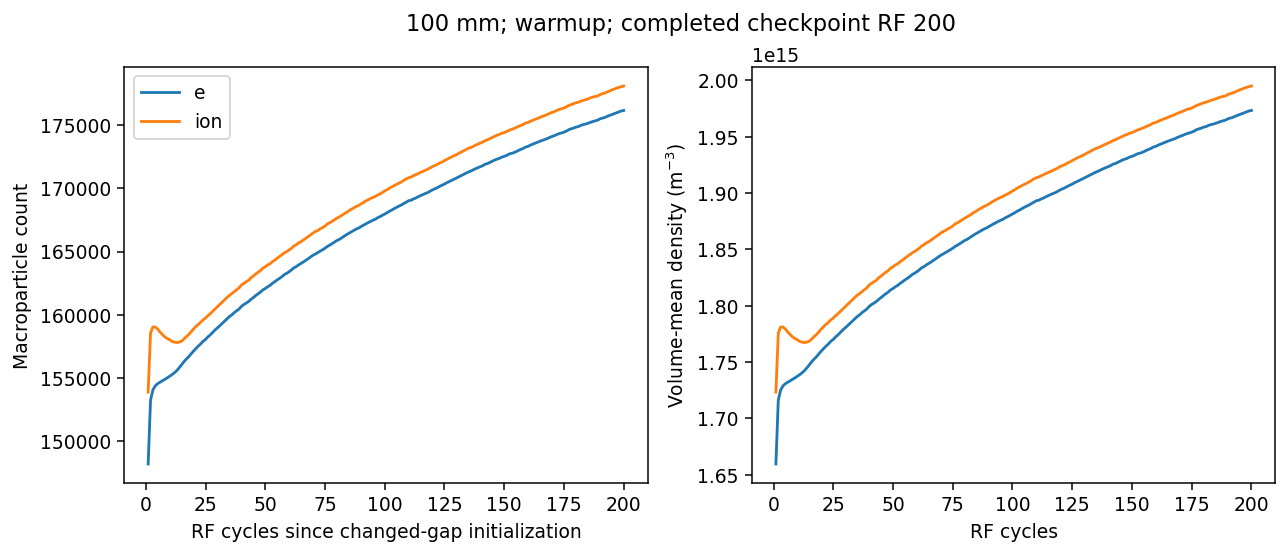 100 mm; warmup; completed checkpoint RF 200
e
ion
Macroparticle count
175000
170000
165000
160000
155000
150000
0 25 50 75 100 125 150 175 200
RF cycles since changed-gap initialization
1e15
Volume-mean density (m⁻³)
2.00
1.95
1.90
1.85
1.80
1.75
1.70
1.65
0 25 50 75 100 125 150 175 200
RF cycles